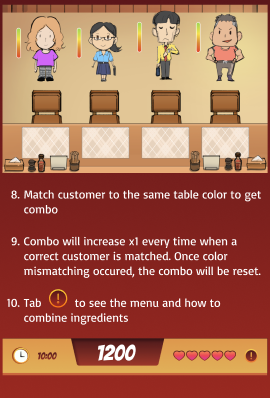 8. Match customer to the same table color to get
combo
9. Combo will increase x1 every time when a
correct customer is matched. Once color
mismatching occured, the combo will be reset.
10. Tab ! to see the menu and how to
combine ingredients
10:00 1200 !